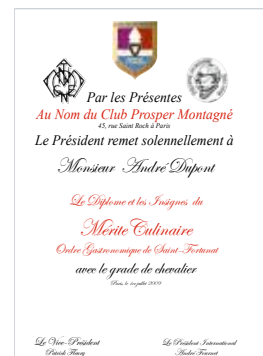 Par les Présentes
Au Nom du Club Prosper Montagné
45, rue Saint Roch à Paris
Le Président remet solennellement à
Monsieur André Dupont
Le Diplome et les Insignes du
Mérite Culinaire
Ordre Gastronomique de Saint-Fortunat
avec le grade de chevalier
Paris, le 1er juillet 2009
Le Vice-Président
Le Président International
Patrick Fleury
André Fournet